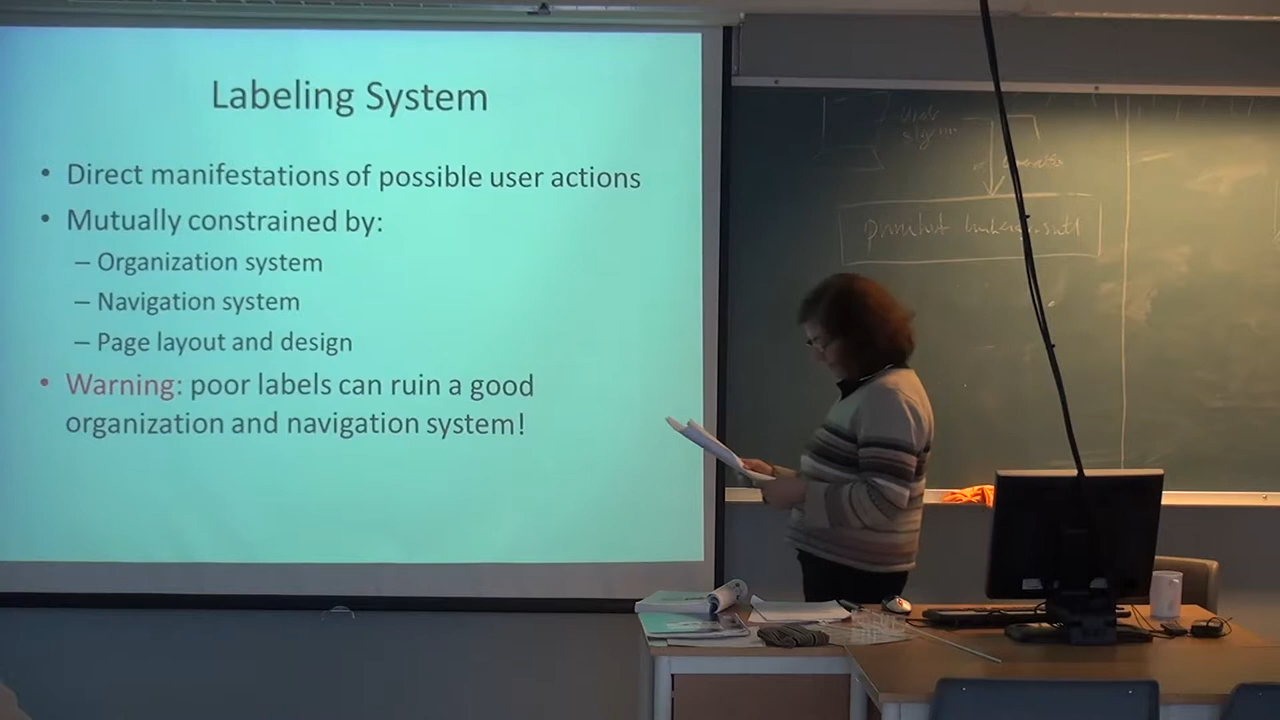 Labeling System
• Direct manifestations of possible user actions
• Mutually constrained by:
– Organization system
– Navigation system
– Page layout and design
• Warning: poor labels can ruin a good
organization and navigation system!